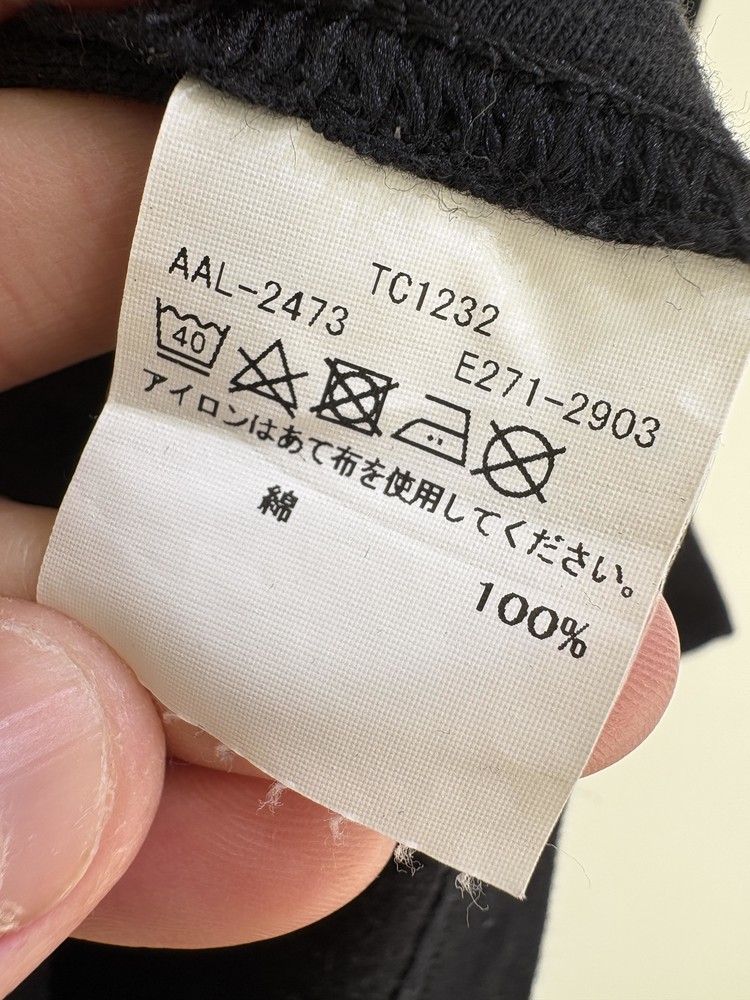 TC1232
AAL-2473
E271-2903
40
アイロンはあて布を使用してください。
綿
100%